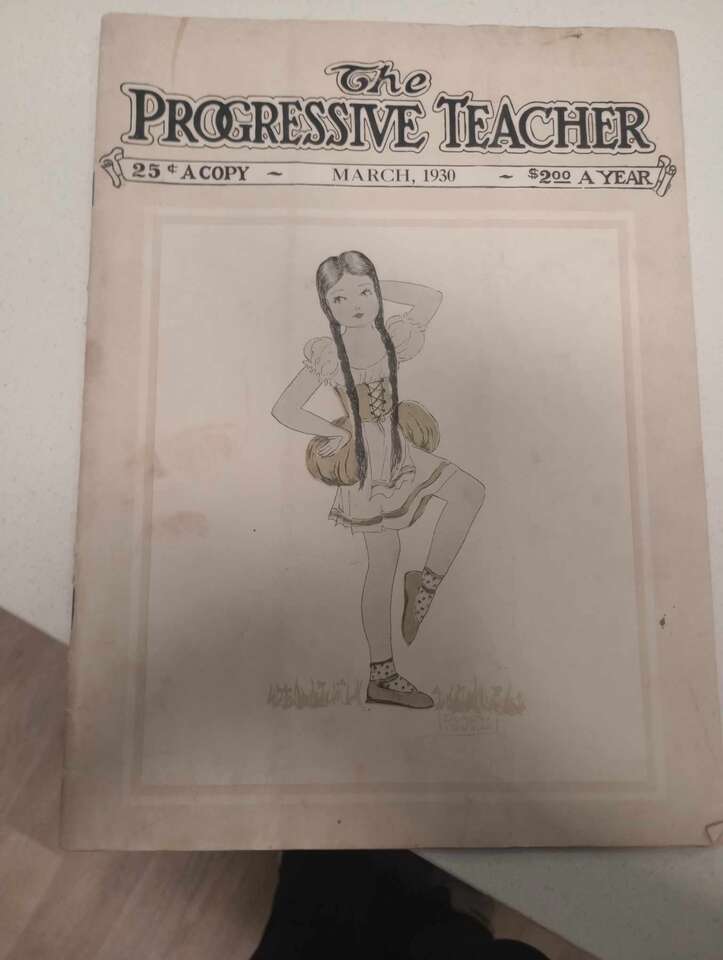 The
PROGRESSIVE TEACHER
25¢ A COPY ~ MARCH, 1930 ~ $2.00 A YEAR